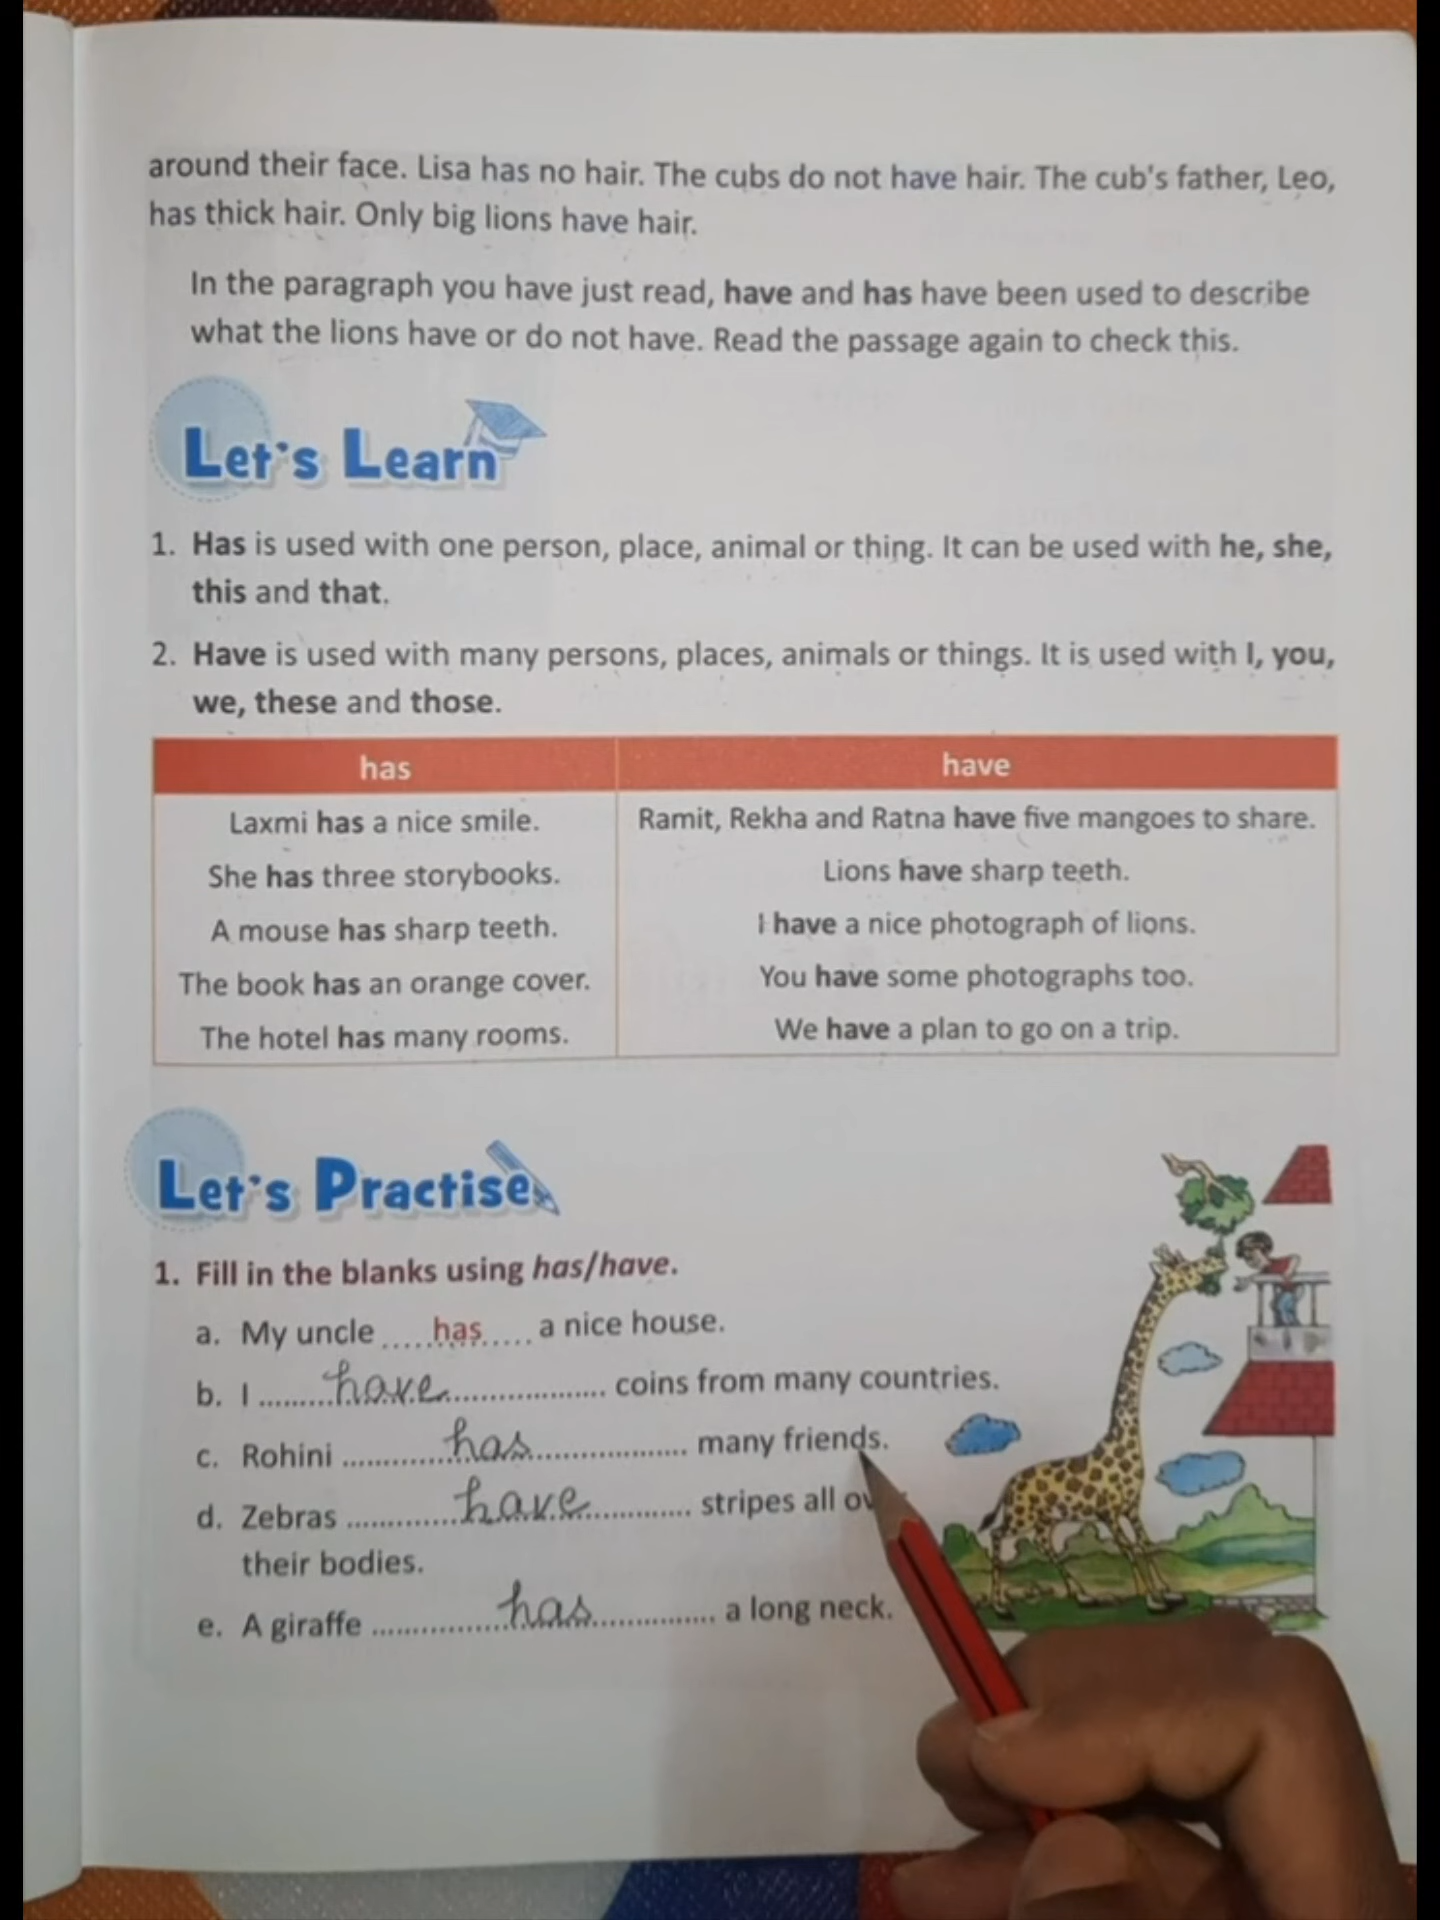 around their face. Lisa has no hair. The cubs do not have hair. The cub's father, Leo,
has thick hair. Only big lions have hair.
In the paragraph you have just read, have and has have been used to describe
what the lions have or do not have. Read the passage again to check this.
Let's Learn
1. Has is used with one person, place, animal or thing. It can be used with he, she,
this and that.
2. Have is used with many persons, places, animals or things. It is used with I, you,
we, these and those.
has have
Laxmi has a nice smile. Ramit, Rekha and Ratna have five mangoes to share.
She has three storybooks. Lions have sharp teeth.
A mouse has sharp teeth. I have a nice photograph of lions.
The book has an orange cover. You have some photographs too.
The hotel has many rooms. We have a plan to go on a trip.
Let's Practise
1. Fill in the blanks using has/have.
a. My uncle ....has..... a nice house.
b. I .........have.................. coins from many countries.
c. Rohini ..............has.................. many friends.
d. Zebras ..............have............. stripes all
their bodies.
e. A giraffe .................has............... a long neck.